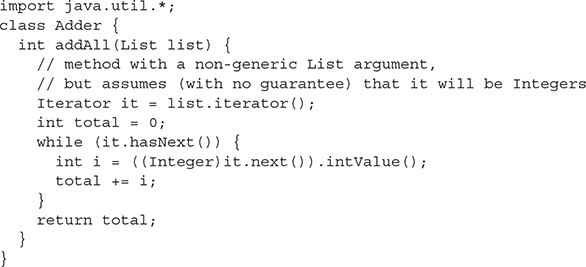 import java.util.*;
class Adder {
  int addAll(List list) {
    // method with a non-generic List argument,
    // but assumes (with no guarantee) that it will be Integers
    Iterator it = list.iterator();
    int total = 0;
    while (it.hasNext()) {
      int i = ((Integer)it.next()).intValue();
      total += i;
    }
    return total;
  }
}